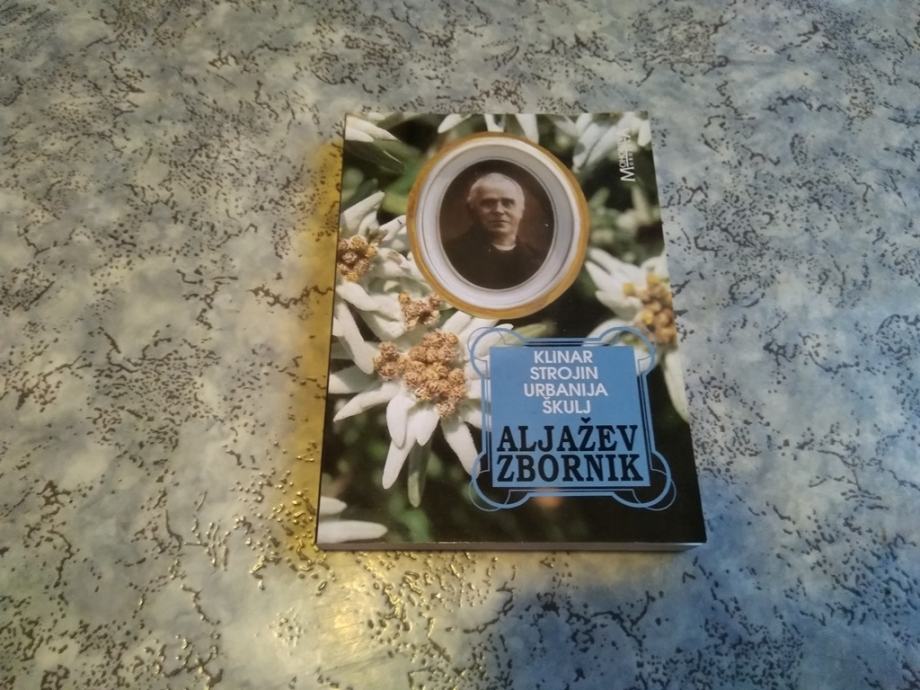 KLINAR
STROJIN
URBANIJA
ŠKULJ
ALJAŽEV
ZBORNIK